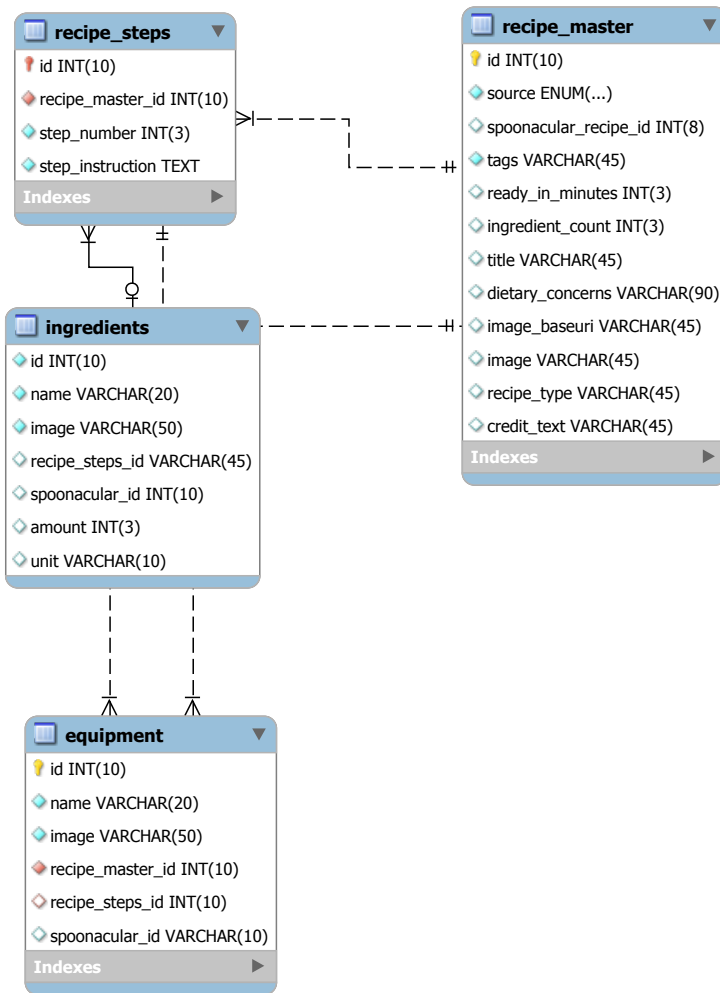 recipe_steps
id INT(10)
recipe_master_id INT(10)
step_number INT(3)
step_instruction TEXT
Indexes
recipe_master
id INT(10)
source ENUM(...)
spoonacular_recipe_id INT(8)
tags VARCHAR(45)
ready_in_minutes INT(3)
ingredient_count INT(3)
title VARCHAR(45)
dietary_concerns VARCHAR(90)
image_baseuri VARCHAR(45)
image VARCHAR(45)
recipe_type VARCHAR(45)
credit_text VARCHAR(45)
Indexes
ingredients
id INT(10)
name VARCHAR(20)
image VARCHAR(50)
recipe_steps_id VARCHAR(45)
spoonacular_id INT(10)
amount INT(3)
unit VARCHAR(10)
equipment
id INT(10)
name VARCHAR(20)
image VARCHAR(50)
recipe_master_id INT(10)
recipe_steps_id INT(10)
spoonacular_id VARCHAR(10)
Indexes